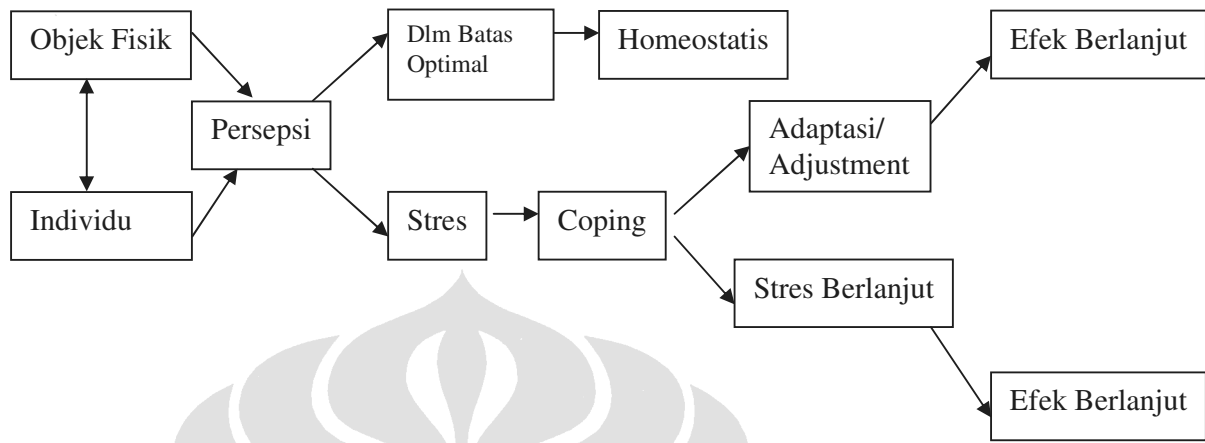 Objek Fisik
Dlm Batas
Optimal
Homeostatis
Efek Berlanjut
Persepsi
Adaptasi/
Adjustment
Individu
Stres
Coping
Stres Berlanjut
Efek Berlanjut